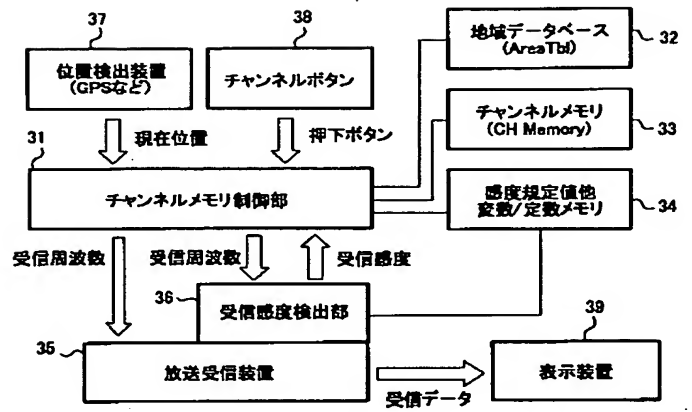 37
位置検出装置
(GPSなど)
38
チャンネルボタン
地域データベース
(AreaTbl)
32
チャンネルメモリ
(CH Memory)
33
現在位置
押下ボタン
31
チャンネルメモリ制御部
感度規定値他
変数/定数メモリ
34
受信周波数
受信周波数
受信感度
36
受信感度検出部
35
放送受信装置
受信データ
39
表示装置